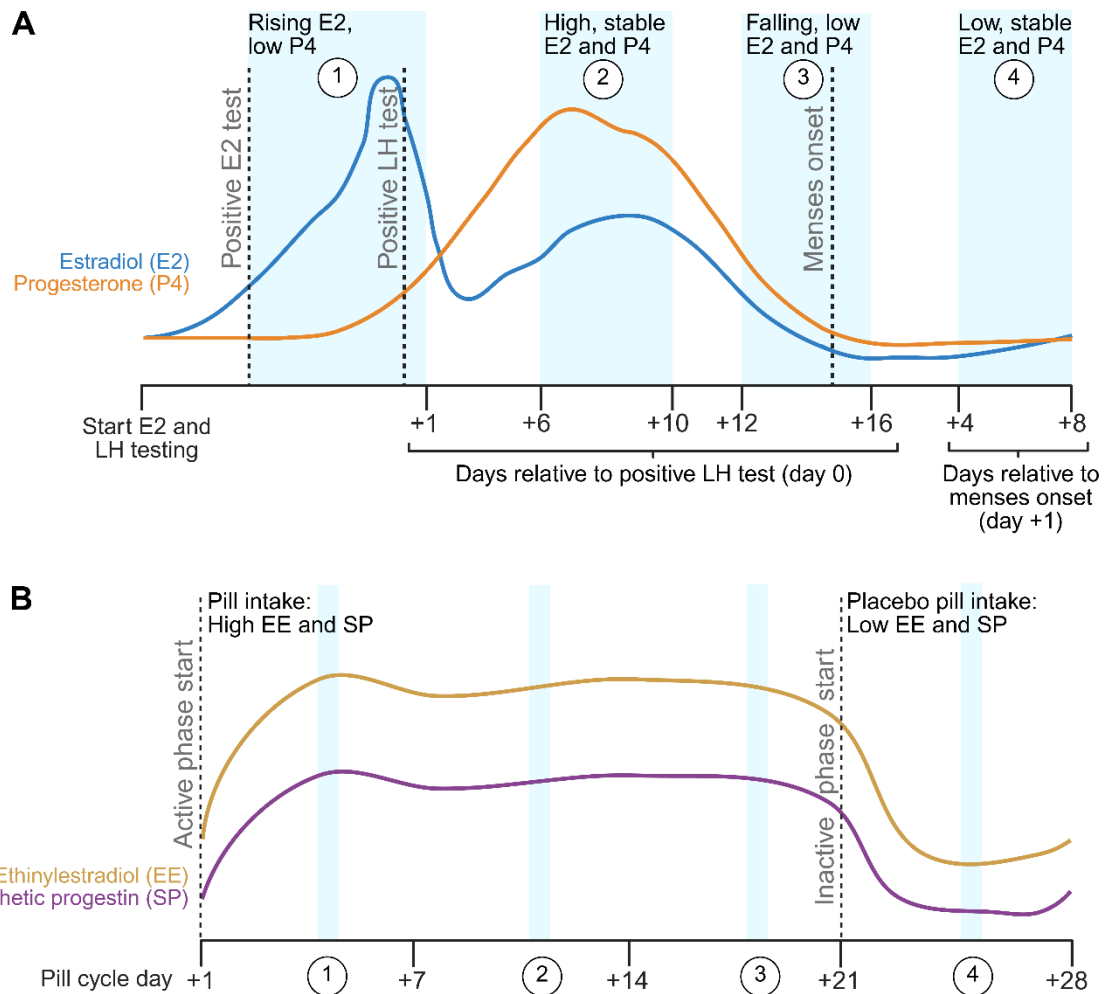 A
Rising E2,
low P4
1
High, stable
E2 and P4
2
Falling, low
E2 and P4
3
Low, stable
E2 and P4
4
Positive E2 test
Positive LH test
Menses onset
Estradiol (E2)
Progesterone (P4)
Start E2 and
LH testing
+1
+6
+10
+12
+16
+4
+8
Days relative to positive LH test (day 0)
Days relative to
menses onset
(day +1)
B
Pill intake:
High EE and SP
Placebo pill intake:
Low EE and SP
Active phase start
Inactive phase start
Ethinylestradiol (EE)
hetic progestin (SP)
Pill cycle day
+1
1
+7
2
+14
3
+21
4
+28